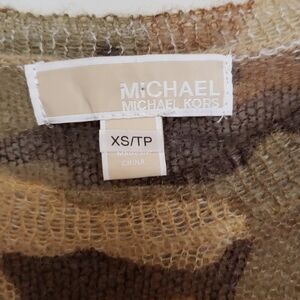 MICHAEL
MICHAEL KORS
XS/TP
MADE IN
CHINA